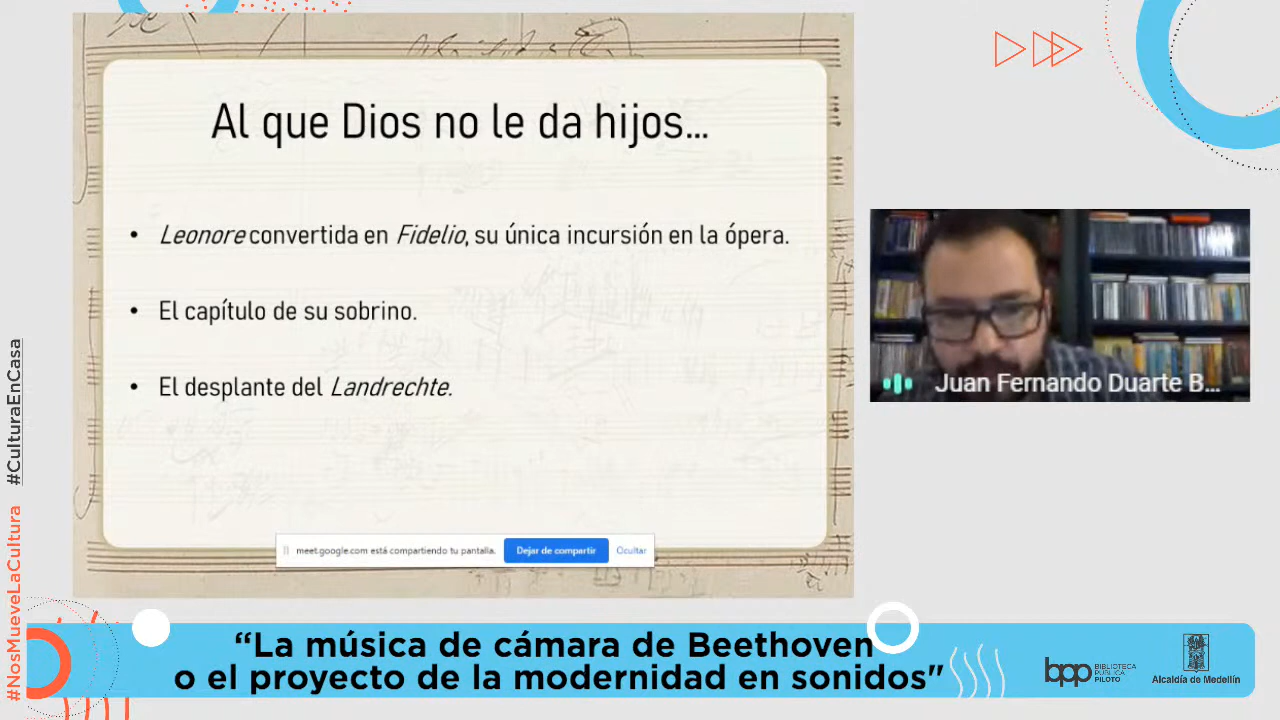 Al que Dios no le da hijos...
• Leonore convertida en Fidelio, su única incursión en la ópera.
• El capítulo de su sobrino.
• El desplante del Landrechte.
meet.google.com está compartiendo tu pantalla.
Dejar de compartir
Ocultar
Juan Fernando Duarte B...
#NosMueveLaCultura #CulturaEnCasa
“La música de cámara de Beethoven
o el proyecto de la modernidad en sonidos"
bpp BIBLIOTECA
PÚBLICA
PILOTO
Alcaldía de Medellín